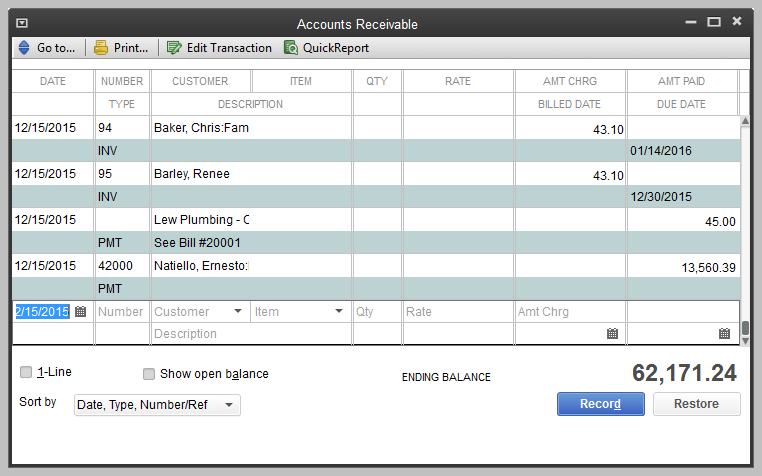 Accounts Receivable
Go to... Print... Edit Transaction QuickReport
DATE NUMBER CUSTOMER ITEM QTY RATE AMT CHRG AMT PAID
TYPE DESCRIPTION BILLED DATE DUE DATE
12/15/2015 94 Baker, Chris:Fam 43.10
INV 01/14/2016
12/15/2015 95 Barley, Renee 43.10
INV 12/30/2015
12/15/2015 Lew Plumbing - C 45.00
PMT See Bill #20001
12/15/2015 42000 Natiello, Ernesto: 13,560.39
PMT
2/15/2015 Number Customer Item Qty Rate Amt Chrg
Description
1-Line Show open balance ENDING BALANCE 62,171.24
Sort by Date, Type, Number/Ref Record Restore